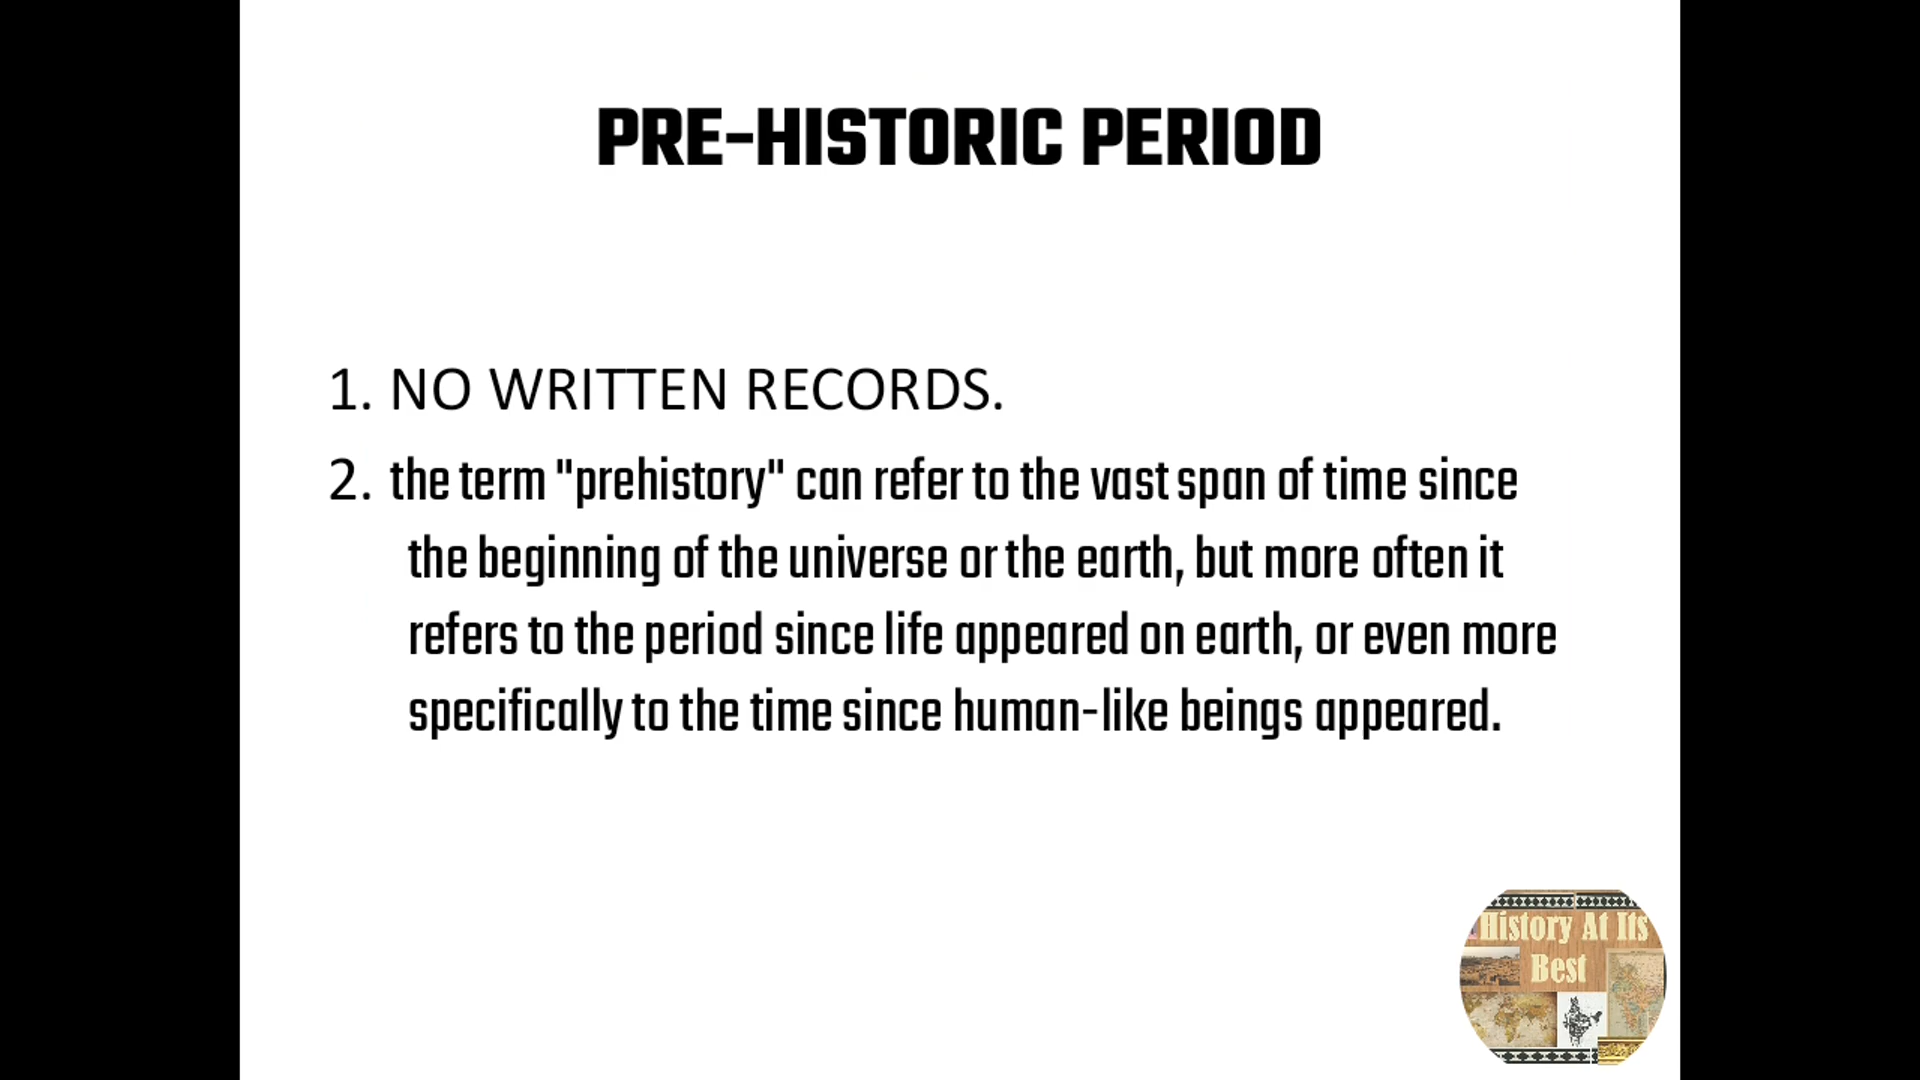 PRE-HISTORIC PERIOD
1. NO WRITTEN RECORDS.
2. the term "prehistory" can refer to the vast span of time since
the beginning of the universe or the earth, but more often it
refers to the period since life appeared on earth, or even more
specifically to the time since human-like beings appeared.
History At Its
Best